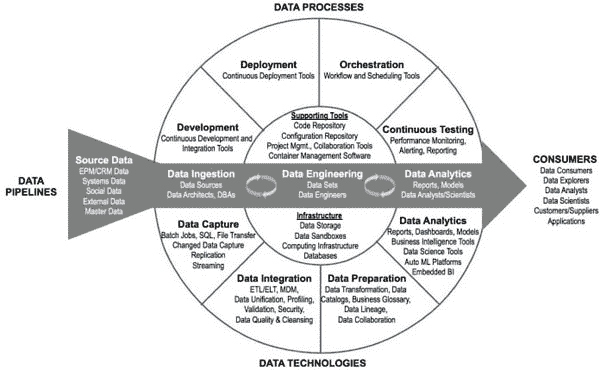 DATA PROCESSES
Deployment
Continuous Deployment Tools
Orchestration
Workflow and Scheduling Tools
Development
Continuous Development and
Integration Tools
Supporting Tools
Code Repository
Configuration Repository
Project Mgmt., Collaboration Tools
Container Management Software
Continuous Testing
Performance Monitoring,
Alerting, Reporting
DATA
PIPELINES
Source Data
EPM/CRM Data
Systems Data
Social Data
External Data
Master Data
Data Ingestion
Data Sources
Data Architects, DBAs
Data Engineering
Data Sets
Data Engineers
Data Analytics
Reports, Models
Data Analysts/Scientists
CONSUMERS
Data Consumers
Data Explorers
Data Analysts
Data Scientists
Customers/Suppliers
Applications
Data Capture
Batch Jobs, SQL, File Transfer
Changed Data Capture
Replication
Streaming
Infrastructure
Data Storage
Data Sandboxes
Computing Infrastructure
Databases
Data Analytics
Reports, Dashboards, Models
Business Intelligence Tools
Data Science Tools
Auto ML Platforms
Embedded BI
Data Integration
ETL/ELT, MDM,
Data Unification, Profiling,
Validation, Security,
Data Quality & Cleansing
Data Preparation
Data Transformation, Data
Catalogs, Business Glossary,
Data Lineage,
Data Collaboration
DATA TECHNOLOGIES